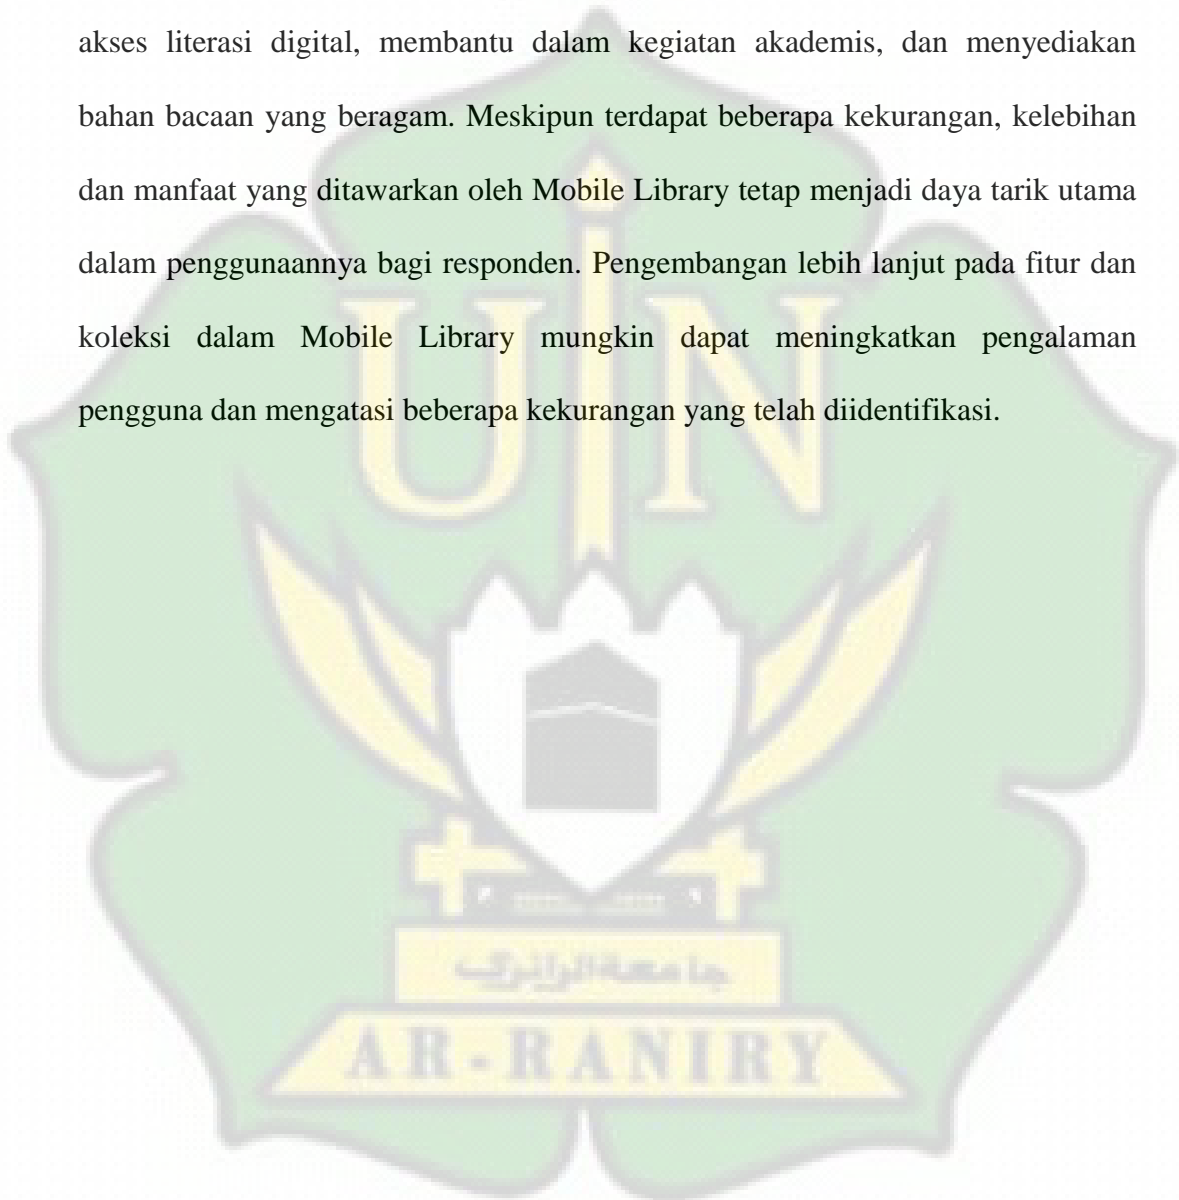 akses literasi digital, membantu dalam kegiatan akademis, dan menyediakan
bahan bacaan yang beragam. Meskipun terdapat beberapa kekurangan, kelebihan
dan manfaat yang ditawarkan oleh Mobile Library tetap menjadi daya tarik utama
dalam penggunaannya bagi responden. Pengembangan lebih lanjut pada fitur dan
koleksi dalam Mobile Library mungkin dapat meningkatkan pengalaman
pengguna dan mengatasi beberapa kekurangan yang telah diidentifikasi.
UIN
جامعة الرانري
AR-RANIRY